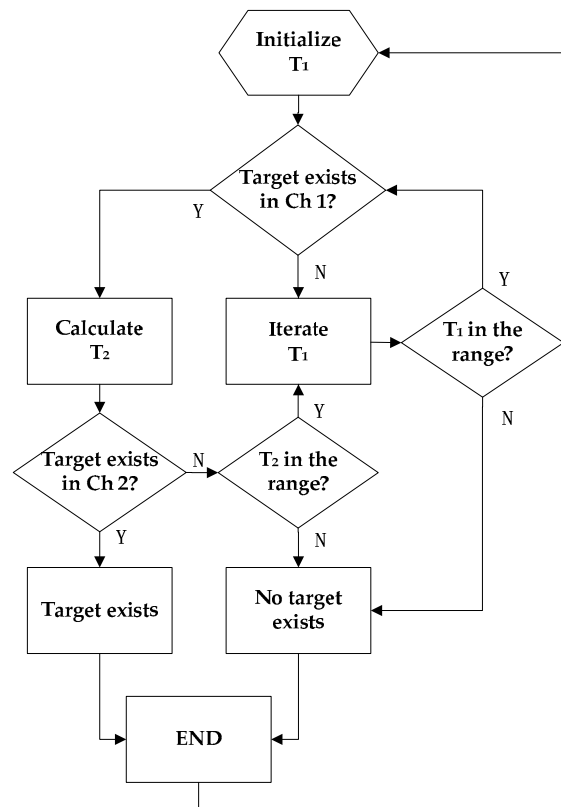 Initialize
T1
Target exists
in Ch 1?
Y
N
Calculate
T2
Iterate
T1
Y
T1 in the
range?
N
Y
Target exists
in Ch 2?
N
T2 in the
range?
Y
N
Target exists
No target
exists
END